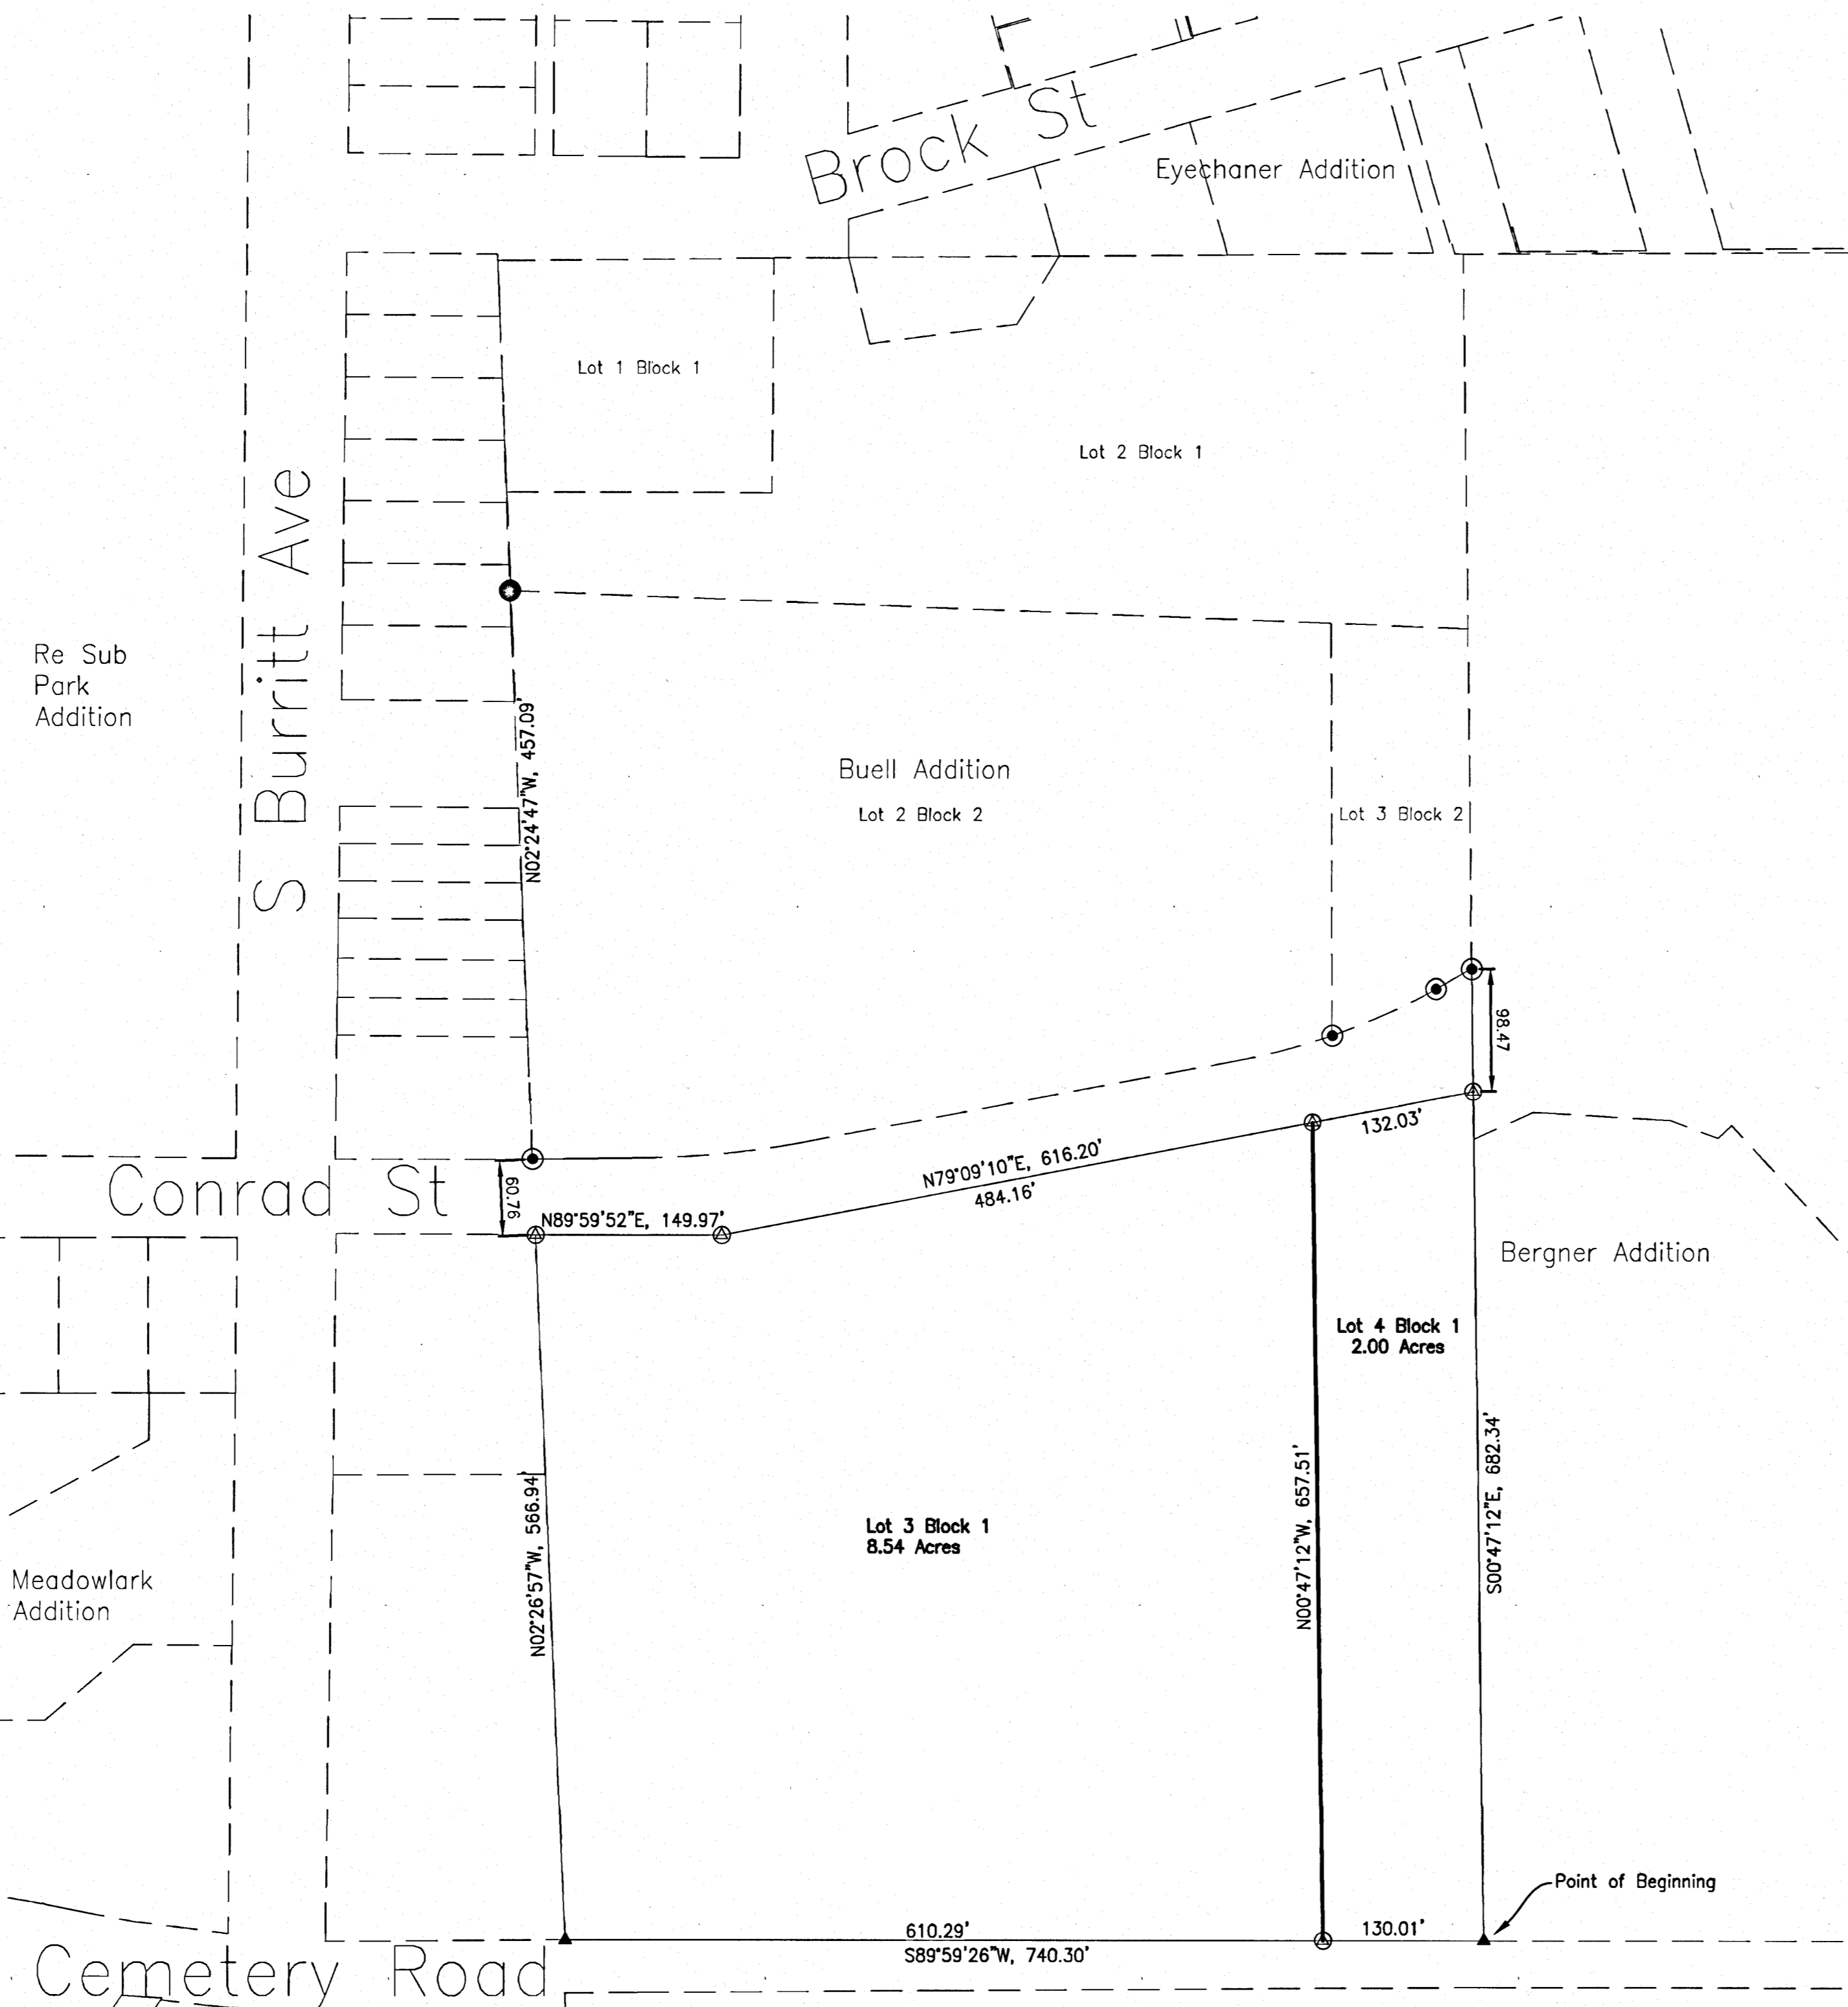 Brock St
Eyechaner Addition
Lot 1 Block 1
Lot 2 Block 1
S Burritt Ave
Re Sub
Park
Addition
N02°24'47"W, 457.09'
Buell Addition
Lot 2 Block 2
Lot 3 Block 2
98.47
132.03'
Conrad St
60.76
N89°59'52"E, 149.97'
N79°09'10"E, 616.20'
484.16'
Bergner Addition
Lot 4 Block 1
2.00 Acres
N02°26'57"W, 566.94'
Lot 3 Block 1
8.54 Acres
N00°47'12"W, 657.51'
S00°47'12"E, 682.34'
Meadowlark
Addition
Point of Beginning
610.29'
130.01'
S89°59'26"W, 740.30'
Cemetery Road